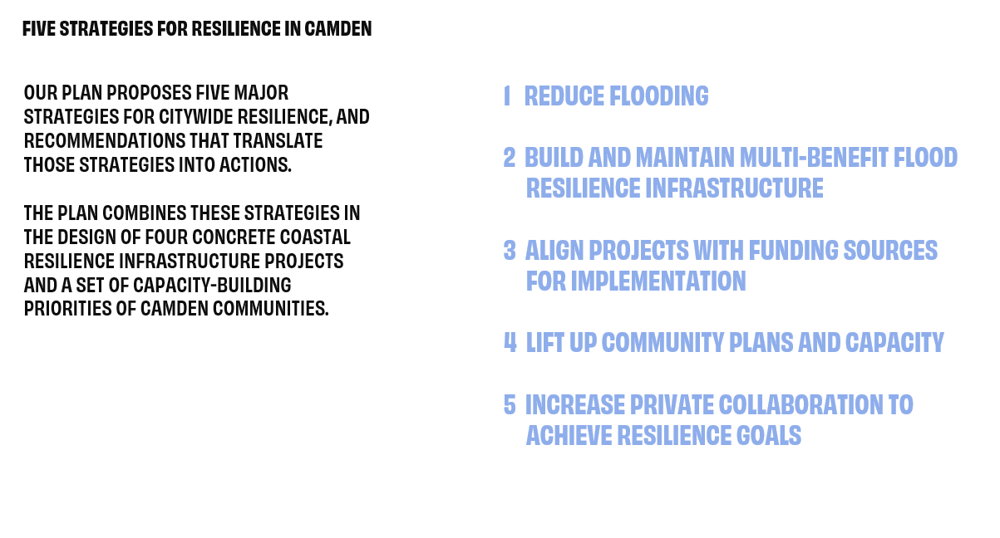 FIVE STRATEGIES FOR RESILIENCE IN CAMDEN
OUR PLAN PROPOSES FIVE MAJOR
STRATEGIES FOR CITYWIDE RESILIENCE, AND
RECOMMENDATIONS THAT TRANSLATE
THOSE STRATEGIES INTO ACTIONS.
THE PLAN COMBINES THESE STRATEGIES IN
THE DESIGN OF FOUR CONCRETE COASTAL
RESILIENCE INFRASTRUCTURE PROJECTS
AND A SET OF CAPACITY-BUILDING
PRIORITIES OF CAMDEN COMMUNITIES.
1 REDUCE FLOODING
2 BUILD AND MAINTAIN MULTI-BENEFIT FLOOD
RESILIENCE INFRASTRUCTURE
3 ALIGN PROJECTS WITH FUNDING SOURCES
FOR IMPLEMENTATION
4 LIFT UP COMMUNITY PLANS AND CAPACITY
5 INCREASE PRIVATE COLLABORATION TO
ACHIEVE RESILIENCE GOALS